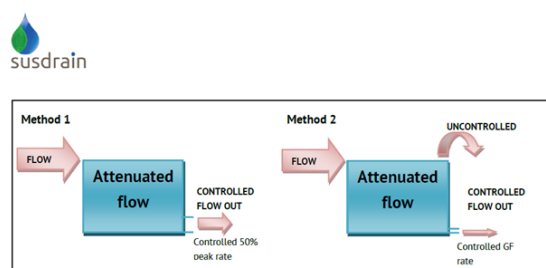 susdrain
Method 1
Method 2
FLOW
Attenuated
flow
CONTROLLED
FLOW OUT
Controlled 50%
peak rate
UNCONTROLLED
FLOW
Attenuated
flow
CONTROLLED
FLOW OUT
Controlled GF
rate